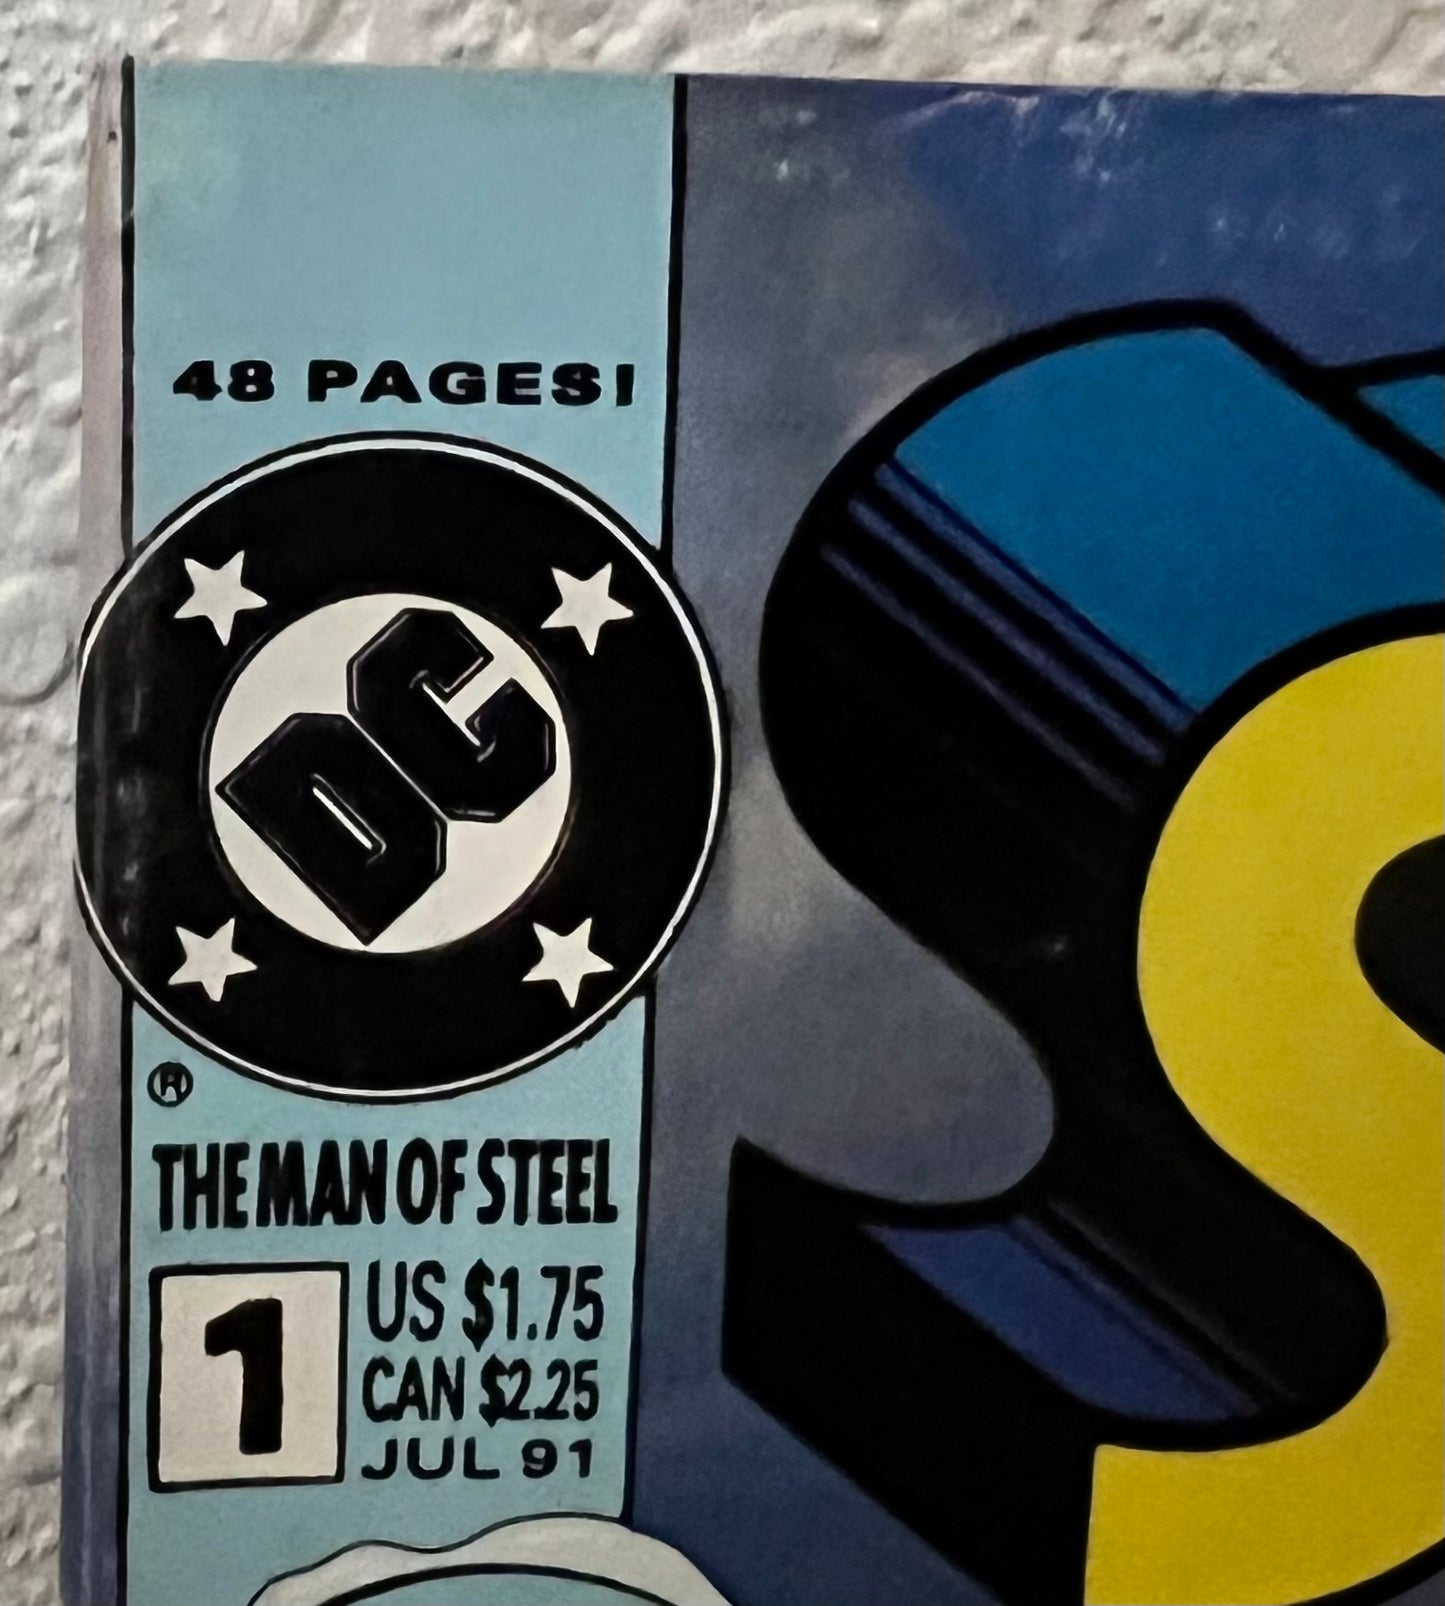 48 PAGES!
DC
®
THE MAN OF STEEL
1
US $1.75
CAN $2.25
JUL 91
S